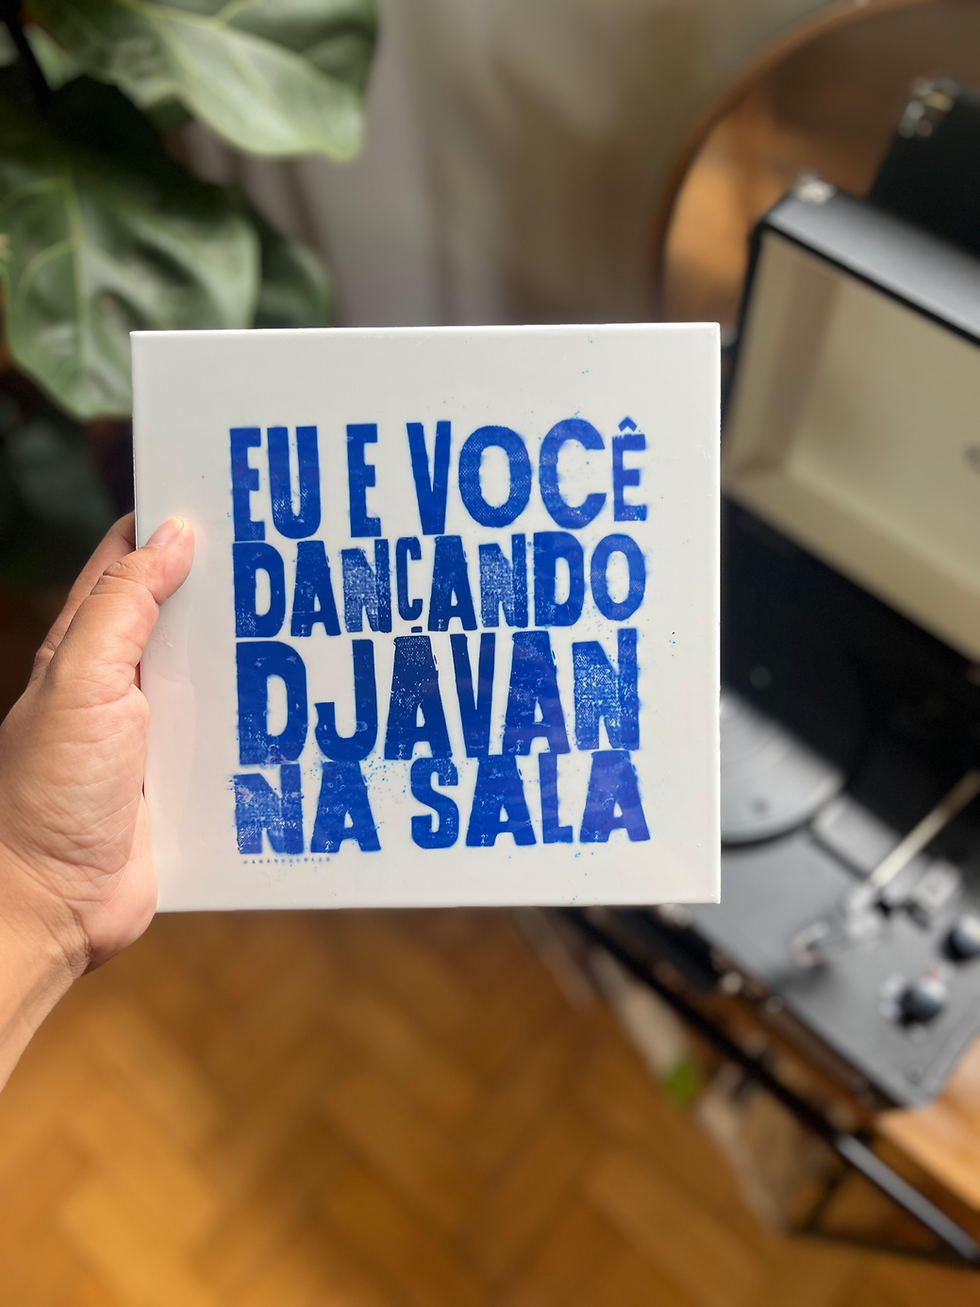 EU E VOCÊ
DANÇANDO
DJAVAN
NA SALA